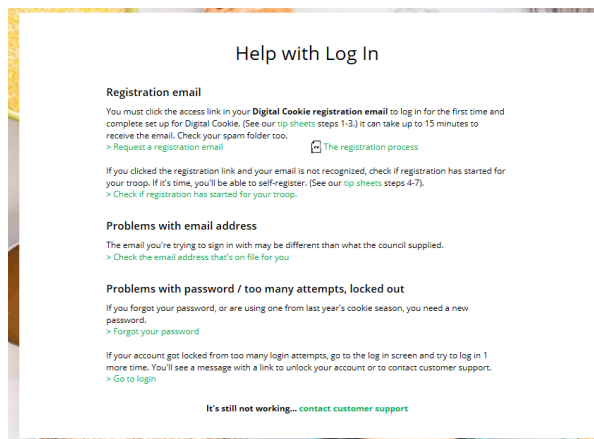 Help with Log In
Registration email
You must click the access link in your Digital Cookie registration email to log in for the first time and
complete set up for Digital Cookie. (See our tip sheets steps 1-3.) it can take up to 15 minutes to
receive the email. Check your spam folder too.
> Request a registration email
The registration process
If you clicked the registration link and your email is not recognized, check if registration has started for
your troop. If it's time, you'll be able to self-register. (See our tip sheets steps 4-7).
> Check if registration has started for your troop.
Problems with email address
The email you're trying to sign in with may be different than what the council supplied.
> Check the email address that's on file for you
Problems with password / too many attempts, locked out
If you forgot your password, or are using one from last year's cookie season, you need a new
password.
> Forgot your password
If your account got locked from too many login attempts, go to the log in screen and try to log in 1
more time. You'll see a message with a link to unlock your account or to contact customer support.
> Go to login
It's still not working... contact customer support